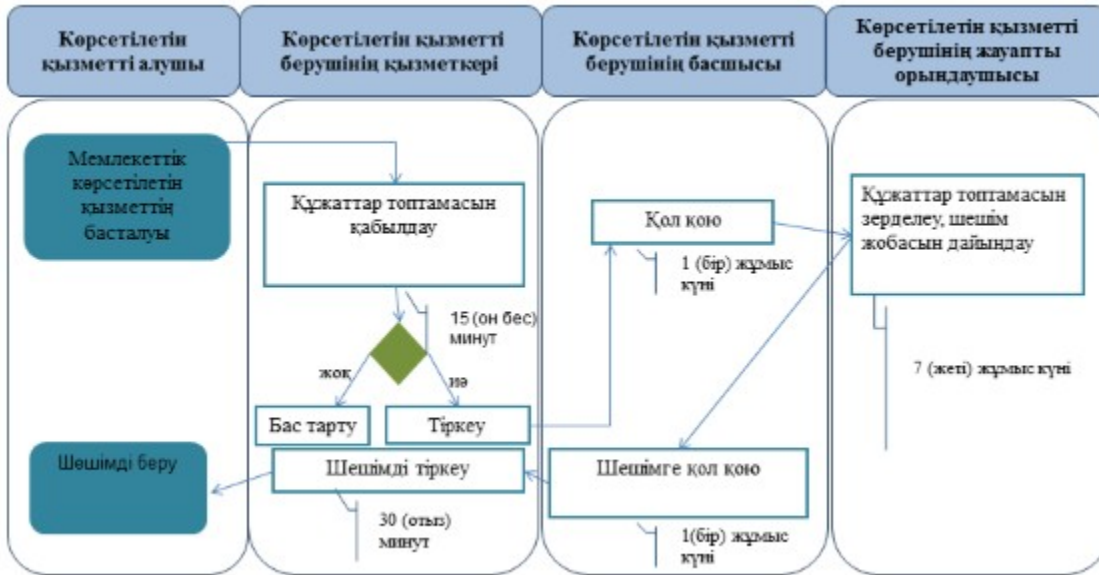 Көрсетілетін
қызметті алушы
Көрсетілетін қызметті
берушінің қызметкері
Көрсетілетін қызметті
берушінің басшысы
Көрсетілетін қызметті
берушінің жауапты
орындаушысы
Мемлекеттік
көрсетілетін
қызметтің
басталуы
Құжаттар топтамасын
қабылдау
15 (он бес)
минут
жоқ
иә
Бас тарту
Тіркеу
Қол қою
1 (бір) жұмыс
күні
Құжаттар топтамасын
зерделеу, шешім
жобасын дайындау
7 (жеті) жұмыс күні
Шешімге қол қою
1(бір) жұмыс
күні
Шешімді тіркеу
30 (отыз)
минут
Шешімді беру